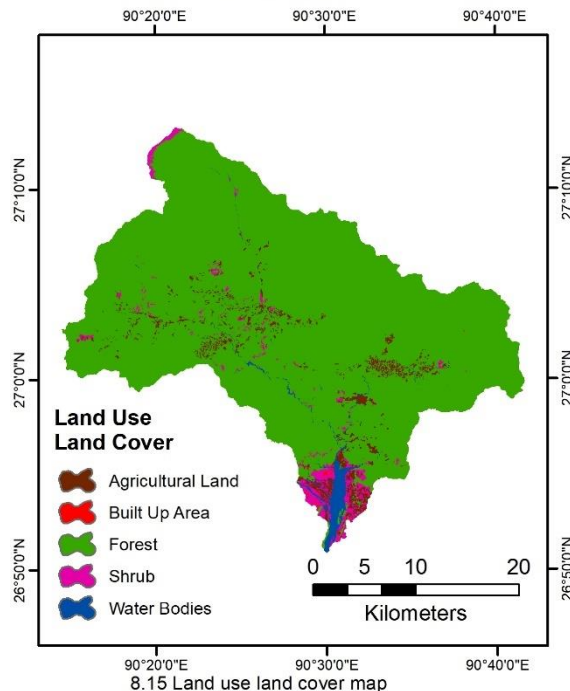 90°20'0"E 90°30'0"E 90°40'0"E
27°10'0"N 27°10'0"N
27°0'0"N 27°0'0"N
Land Use
Land Cover
Agricultural Land
Built Up Area
Forest
Shrub
Water Bodies
26°50'0"N 26°50'0"N
0 5 10 20
Kilometers
90°20'0"E 90°30'0"E 90°40'0"E
8.15 Land use land cover map